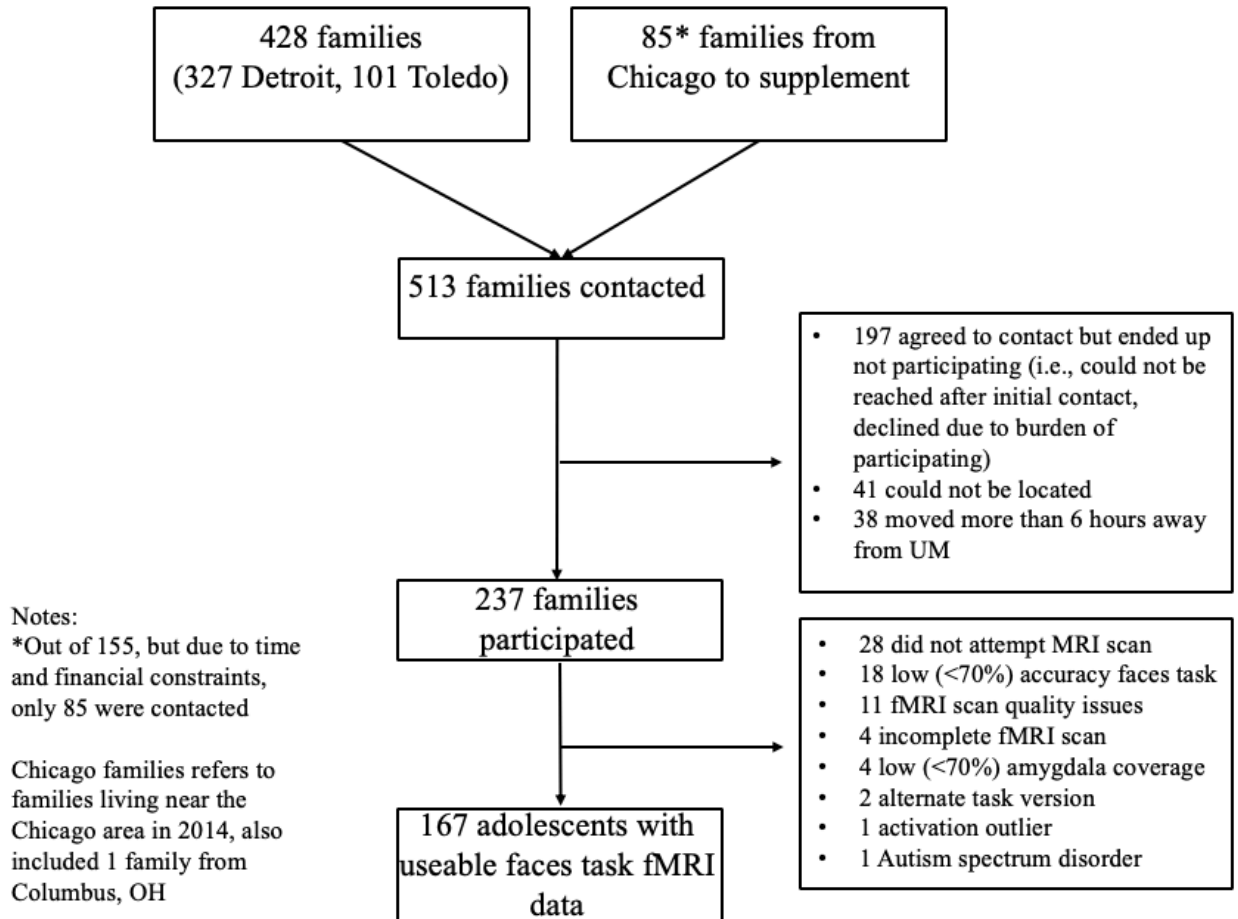 428 families
(327 Detroit, 101 Toledo)
85* families from
Chicago to supplement
513 families contacted
• 197 agreed to contact but ended up
not participating (i.e., could not be
reached after initial contact,
declined due to burden of
participating)
• 41 could not be located
• 38 moved more than 6 hours away
from UM
237 families
participated
Notes:
*Out of 155, but due to time
and financial constraints,
only 85 were contacted
Chicago families refers to
families living near the
Chicago area in 2014, also
included 1 family from
Columbus, OH
• 28 did not attempt MRI scan
• 18 low (<70%) accuracy faces task
• 11 fMRI scan quality issues
• 4 incomplete fMRI scan
• 4 low (<70%) amygdala coverage
• 2 alternate task version
• 1 activation outlier
• 1 Autism spectrum disorder
167 adolescents with
useable faces task fMRI
data